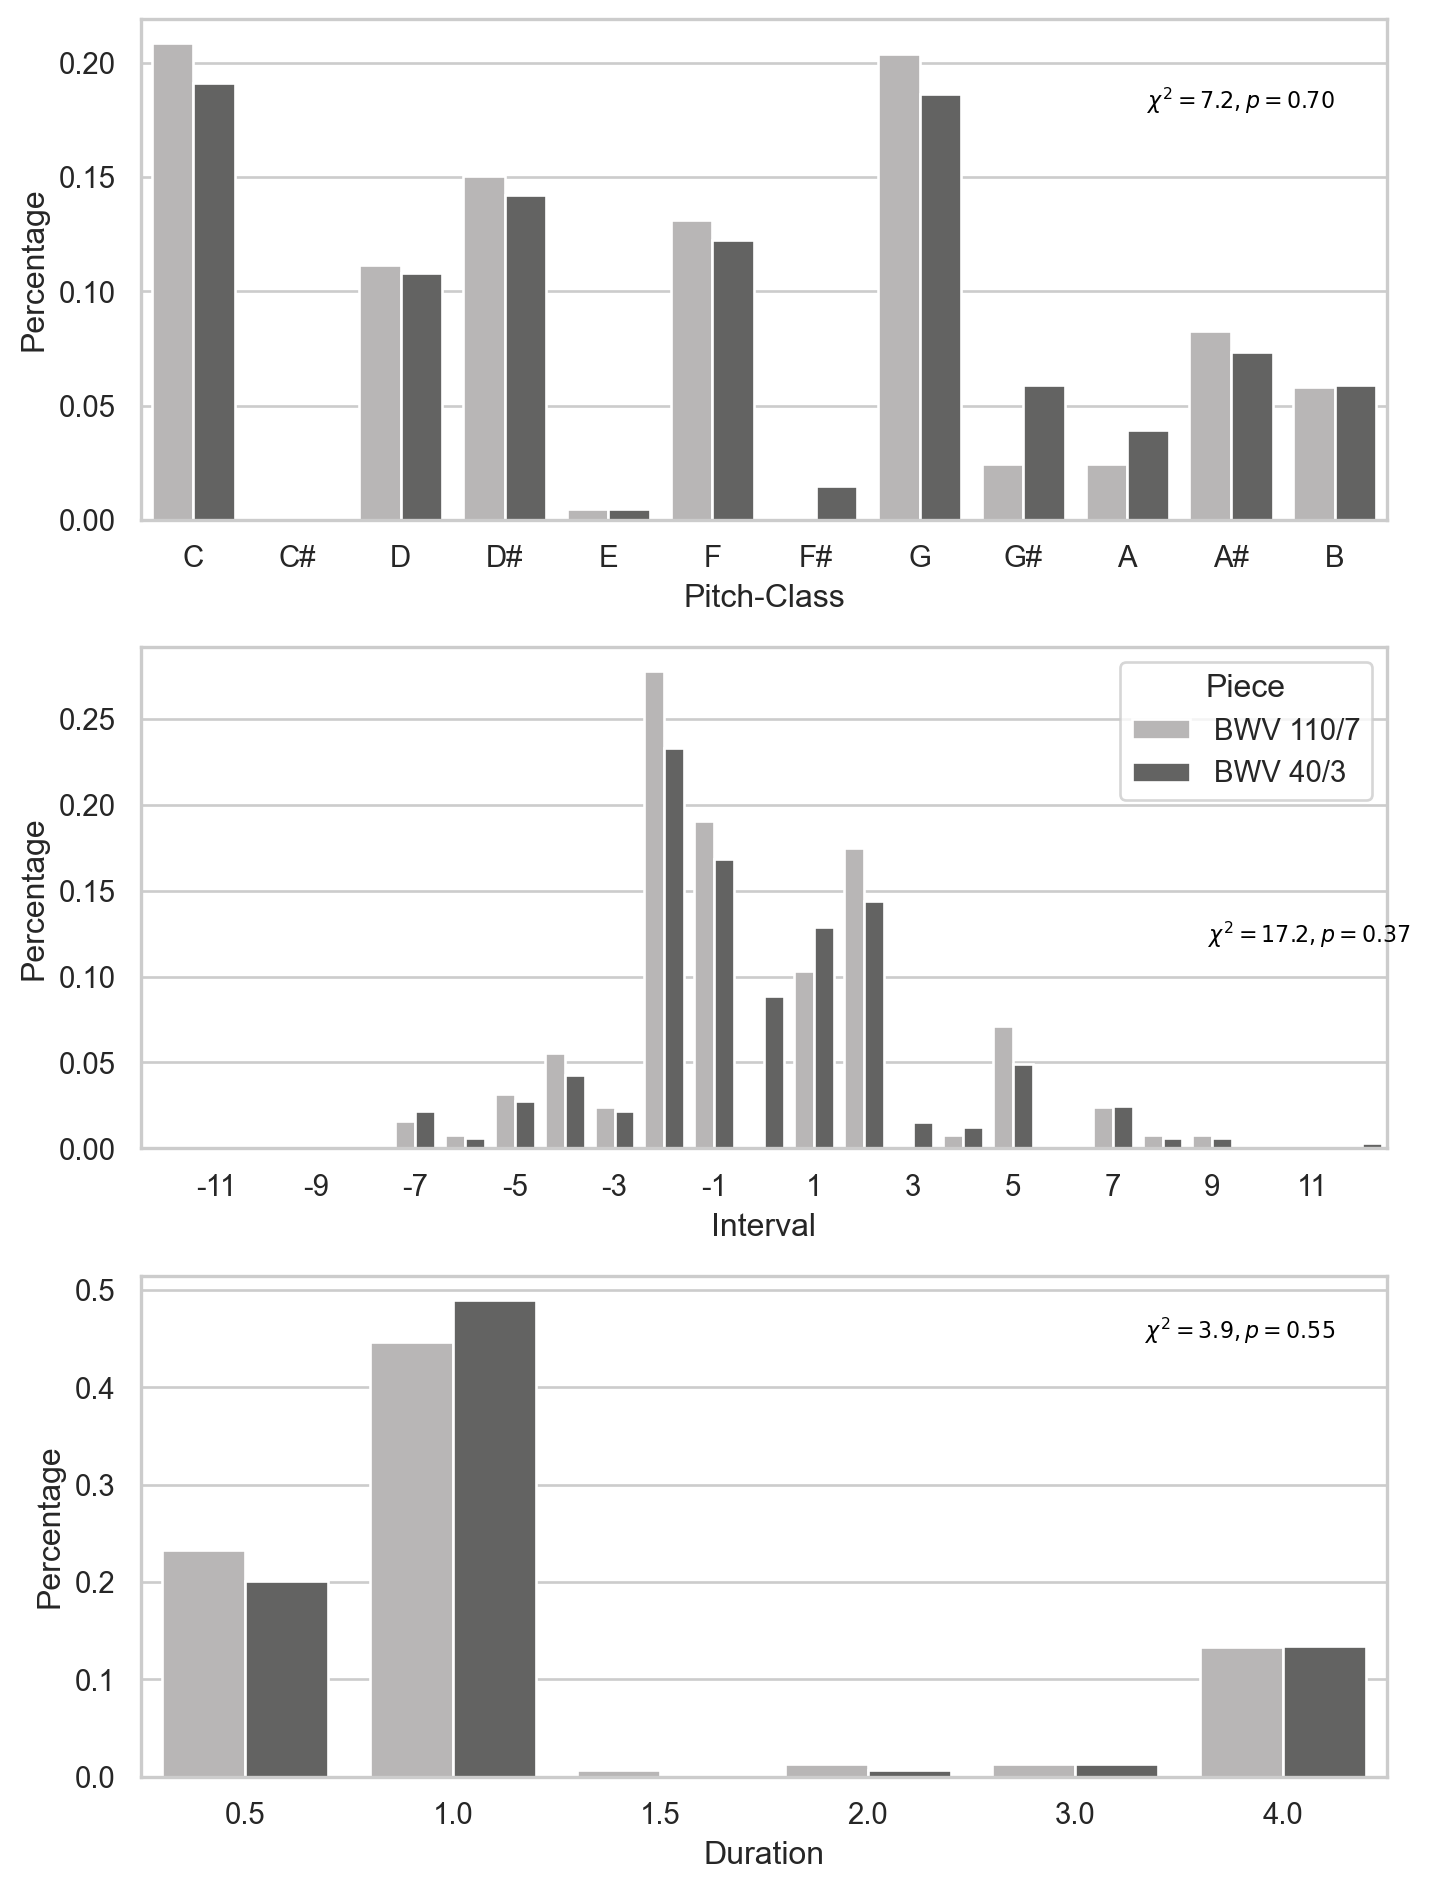 0.20
0.15
0.10
0.05
0.00
Percentage
χ² = 7.2, p = 0.70
C C# D D# E F F# G G# A A# B
Pitch-Class
0.25
0.20
0.15
0.10
0.05
0.00
Percentage
Piece
BWV 110/7
BWV 40/3
χ² = 17.2, p = 0.37
-11 -9 -7 -5 -3 -1 1 3 5 7 9 11
Interval
0.5
0.4
0.3
0.2
0.1
0.0
Percentage
χ² = 3.9, p = 0.55
0.5 1.0 1.5 2.0 3.0 4.0
Duration